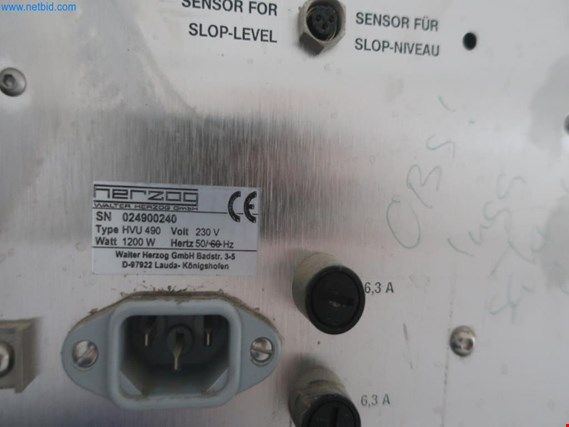 © NetBid
www.netbid.com
SENSOR FOR
SLOP-LEVEL
SENSOR FÜR
SLOP-NIVEAU
OBS.
herzog
WALTER HERZOG GmbH
CE
SN 024900240
Type HVU 490 Volt 230 V
Watt 1200 W Hertz 50/60 Hz
Walter Herzog GmbH Badstr. 3-5
D-97922 Lauda- Königshofen
6,3 A
6,3 A